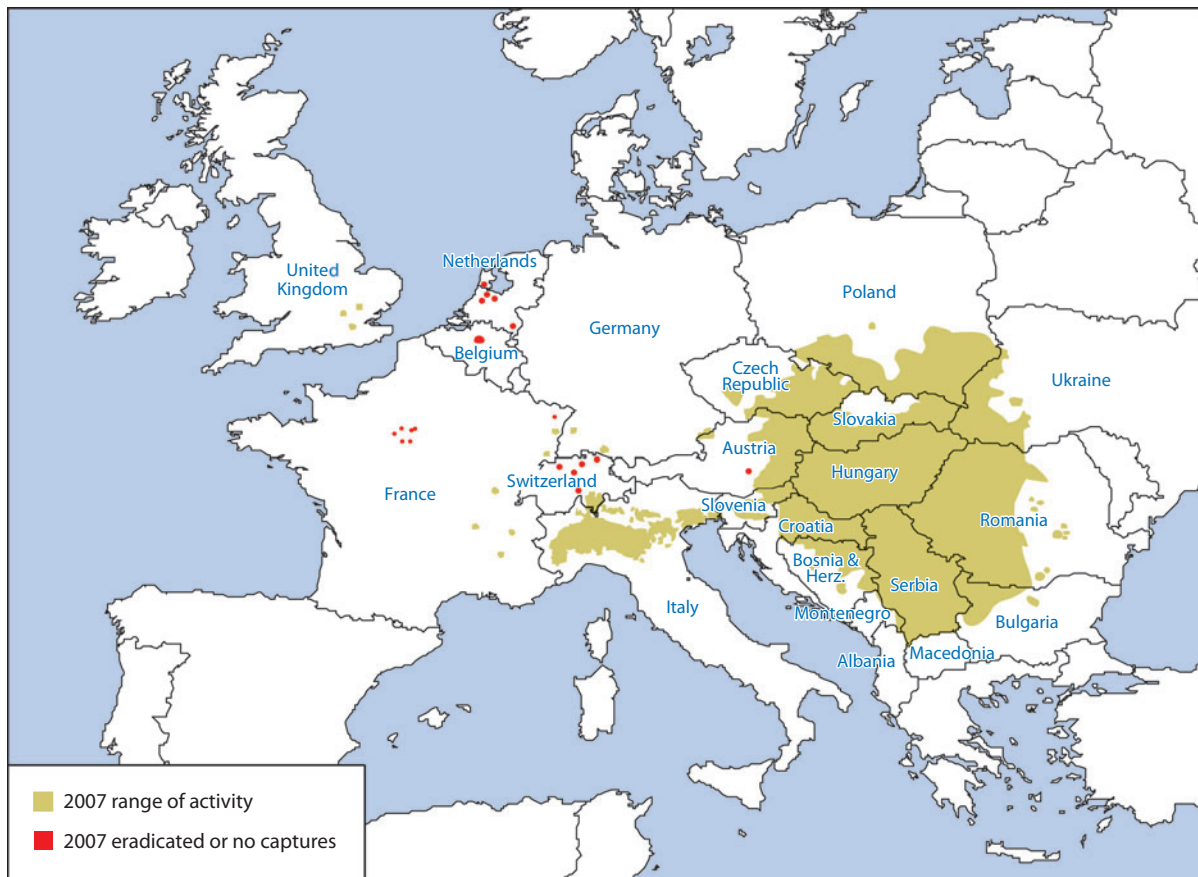 United
Kingdom
Netherlands
Belgium
Germany
Poland
Czech
Republic
Ukraine
Slovakia
Austria
Hungary
France
Switzerland
Slovenia
Croatia
Romania
Bosnia &
Herz.
Serbia
Italy
Montenegro
Bulgaria
Albania
Macedonia
2007 range of activity
2007 eradicated or no captures